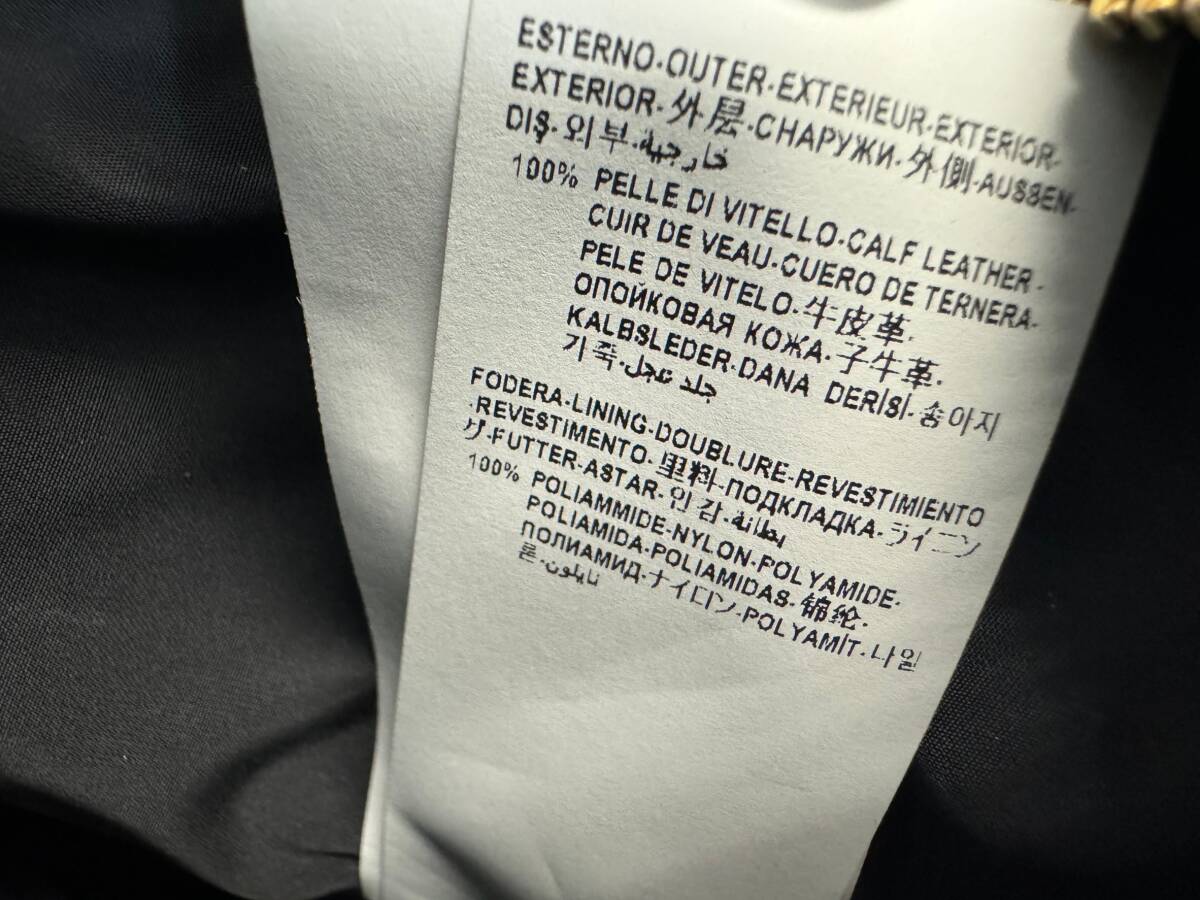 ESTERNO-OUTER-EXTERIEUR-EXTERIOR-
EXTERIOR-外层-СНАРУЖИ-外側-AUSSEN-
DIŞ-외부-خارجية
100% PELLE DI VITELLO-CALF LEATHER-
CUIR DE VEAU-CUERO DE TERNERA-
PELE DE VITELO-牛皮革-
ОПОЙКОВАЯ КОЖА-子牛革-
KALBSLEDER-DANA DERİSİ-송아지
가죽-جلد عجل
FODERA-LINING-DOUBLURE-REVESTIMIENTO
-REVESTIMENTO-里料-ПОДКЛАДКА-ライニン
グ-FUTTER-ASTAR-안감-بطانة
100% POLIAMMIDE-NYLON-POLYAMIDE-
POLIAMIDA-POLIAMIDAS-锦纶-
ПОЛИАМИД-ナイロン-POLYAMİT-나일
론-نايلون